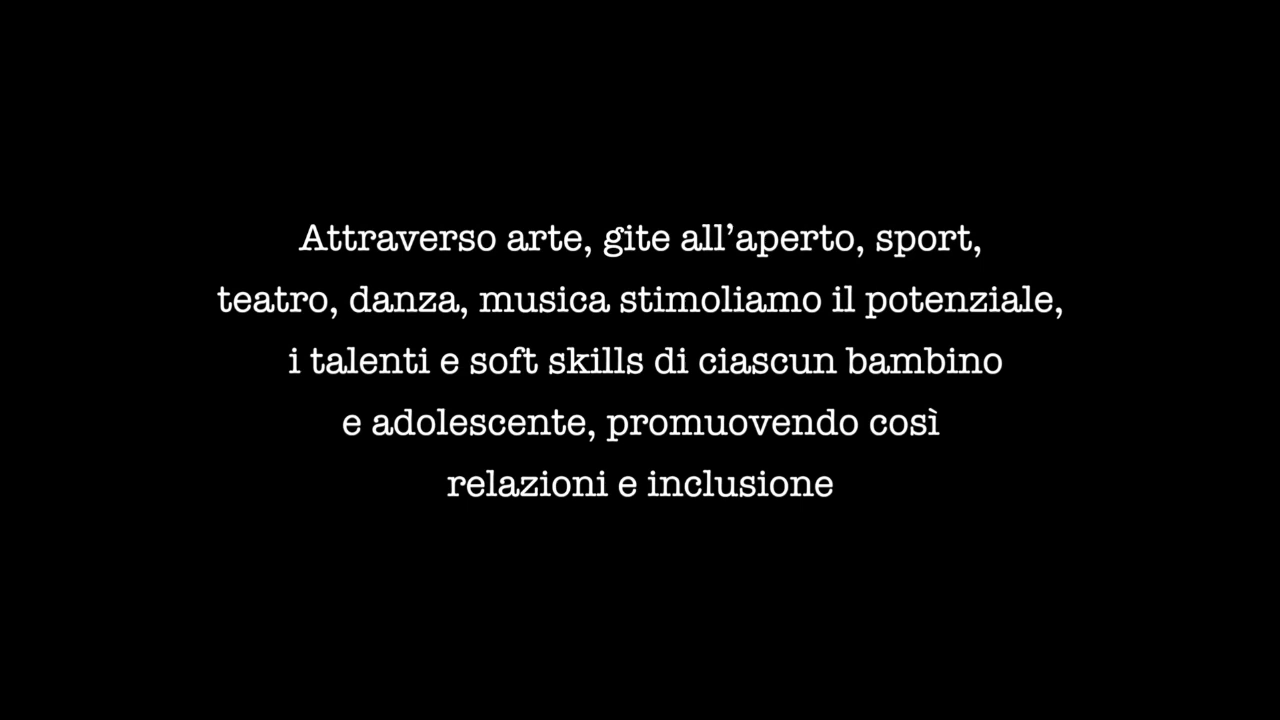 Attraverso arte, gite all’aperto, sport,
teatro, danza, musica stimoliamo il potenziale,
i talenti e soft skills di ciascun bambino
e adolescente, promuovendo così
relazioni e inclusione